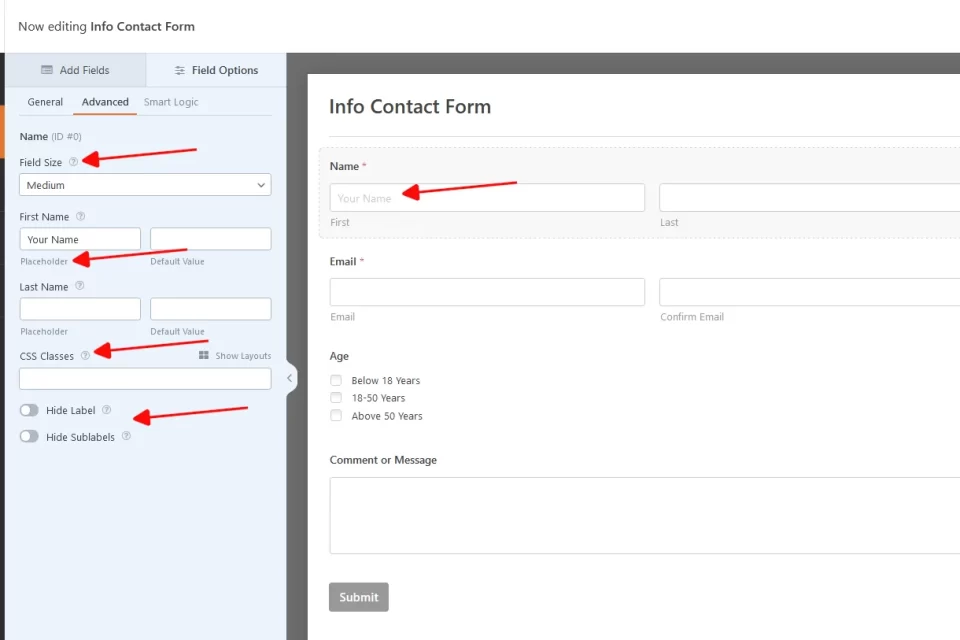 Now editing Info Contact Form
Add Fields
Field Options
General
Advanced
Smart Logic
Name (ID #0)
Field Size
Medium
First Name
Your Name
Placeholder
Default Value
Last Name
Placeholder
Default Value
CSS Classes
Show Layouts
Hide Label
Hide Sublabels
Info Contact Form
Name *
Your Name
First
Last
Email *
Email
Confirm Email
Age
Below 18 Years
18-50 Years
Above 50 Years
Comment or Message
Submit